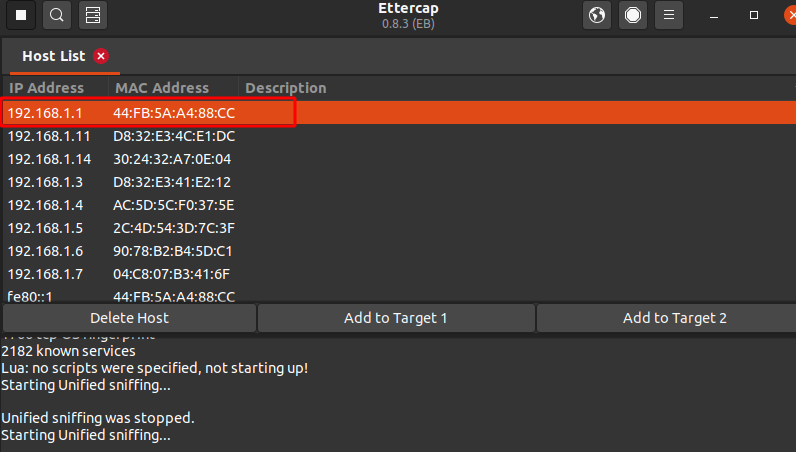 Ettercap
0.8.3 (EB)
Host List
IP Address MAC Address Description
192.168.1.1 44:FB:5A:A4:88:CC
192.168.1.11 D8:32:E3:4C:E1:DC
192.168.1.14 30:24:32:A7:0E:04
192.168.1.3 D8:32:E3:41:E2:12
192.168.1.4 AC:5D:5C:F0:37:5E
192.168.1.5 2C:4D:54:3D:7C:3F
192.168.1.6 90:78:B2:B4:5D:C1
192.168.1.7 04:C8:07:B3:41:6F
fe80::1 44:FB:5A:A4:88:CC
Delete Host Add to Target 1 Add to Target 2
tcp OS fingerprint
2182 known services
Lua: no scripts were specified, not starting up!
Starting Unified sniffing...
Unified sniffing was stopped.
Starting Unified sniffing...